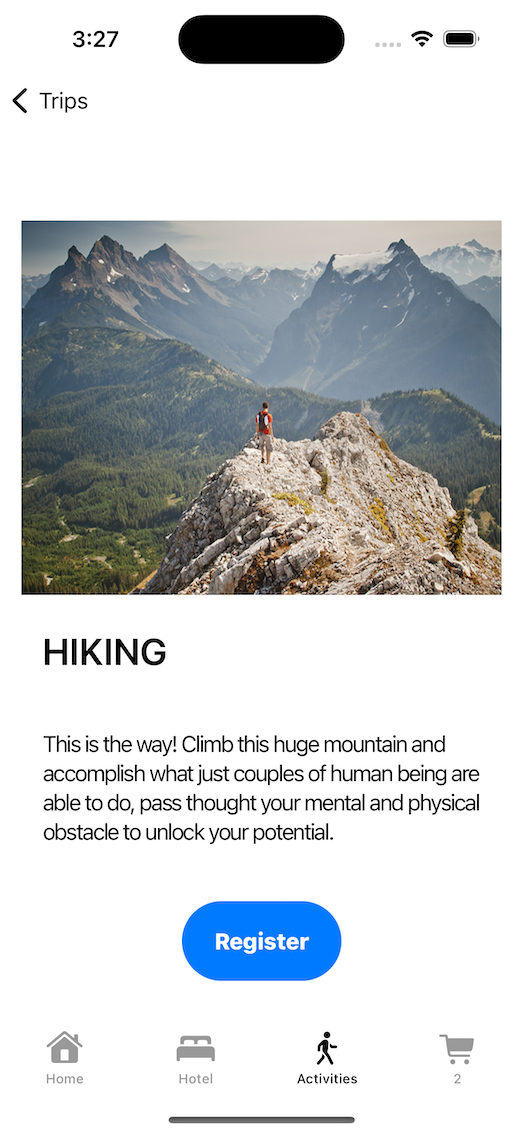 3:27
Trips
HIKING
This is the way! Climb this huge mountain and
accomplish what just couples of human being are
able to do, pass thought your mental and physical
obstacle to unlock your potential.
Register
Home
Hotel
Activities
2